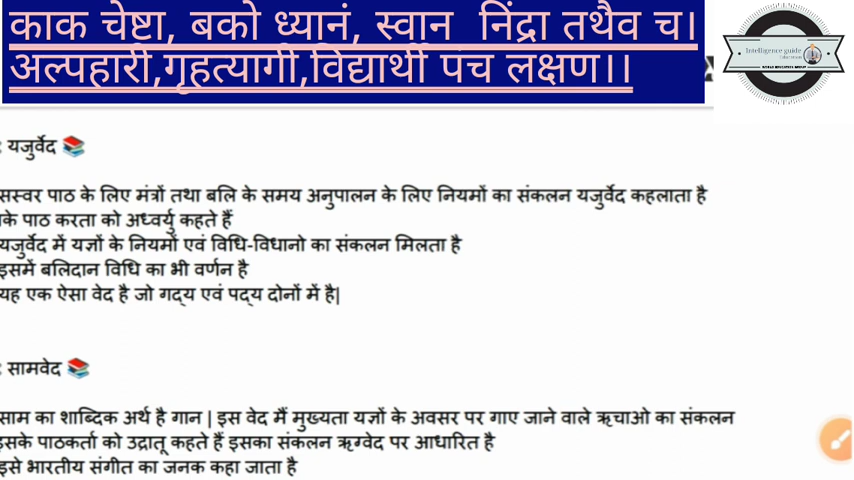 काक चेष्टा, बको ध्यानं, स्वान निंद्रा तथैव च।
अल्पहारी,गृहत्यागी,विद्यार्थी पंच लक्षण।।
Intelligence guide
: यजुर्वेद 📚
सस्वर पाठ के लिए मंत्रों तथा बलि के समय अनुपालन के लिए नियमों का संकलन यजुर्वेद कहलाता है
के पाठ करता को अध्वर्यु कहते हैं
यजुर्वेद में यज्ञों के नियमों एवं विधि-विधानो का संकलन मिलता है
इसमें बलिदान विधि का भी वर्णन है
यह एक ऐसा वेद है जो गद्य एवं पद्य दोनों में है|
: सामवेद 📚
साम का शाब्दिक अर्थ है गान | इस वेद मैं मुख्यता यज्ञों के अवसर पर गाए जाने वाले ऋचाओ का संकलन
इसके पाठकर्ता को उद्रातृ कहते हैं इसका संकलन ऋग्वेद पर आधारित है
इसे भारतीय संगीत का जनक कहा जाता है